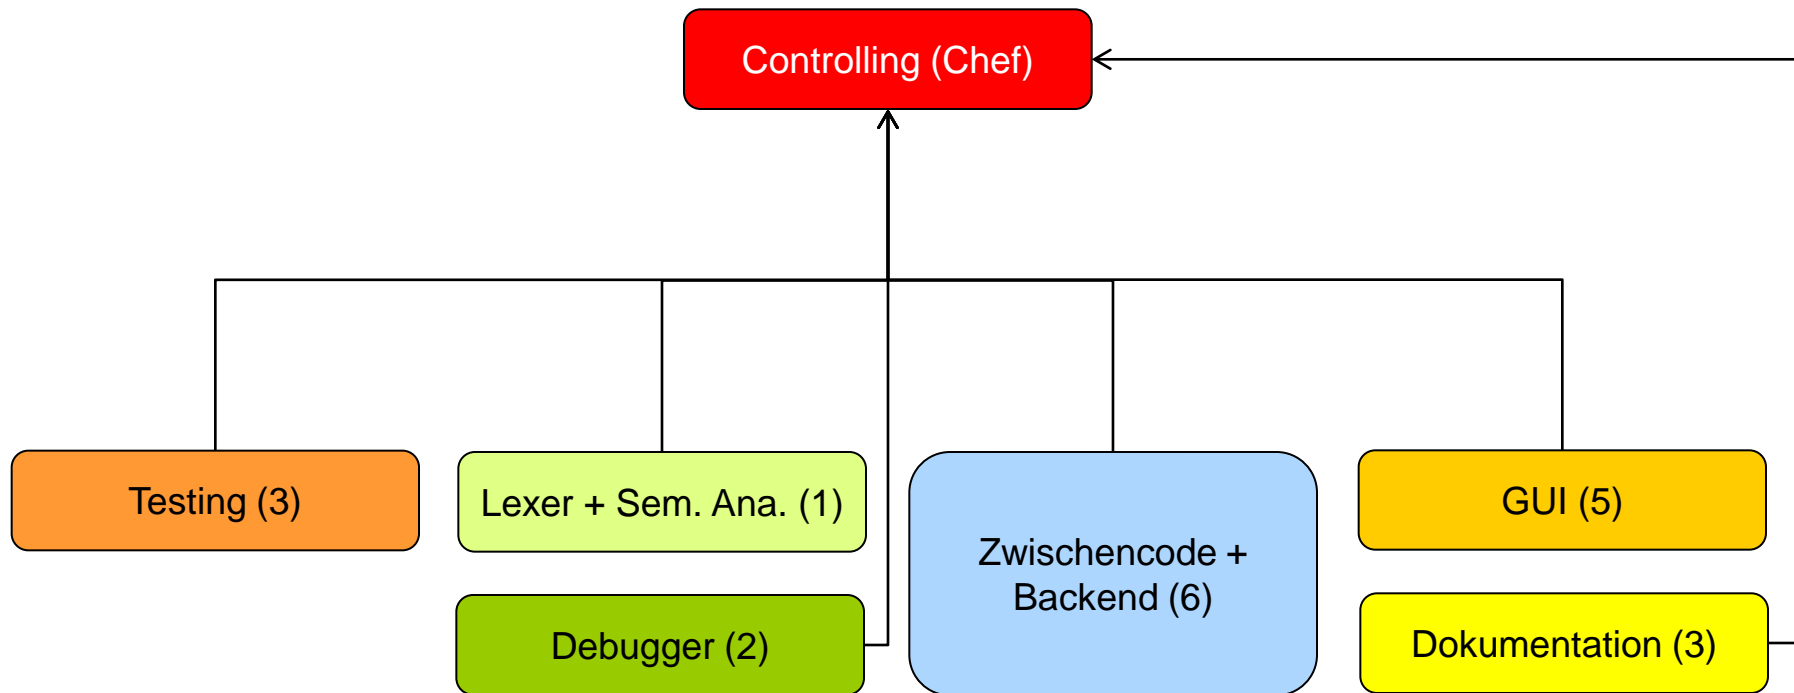 Controlling (Chef)
Testing (3)
Lexer + Sem. Ana. (1)
Zwischencode +
Backend (6)
GUI (5)
Debugger (2)
Dokumentation (3)